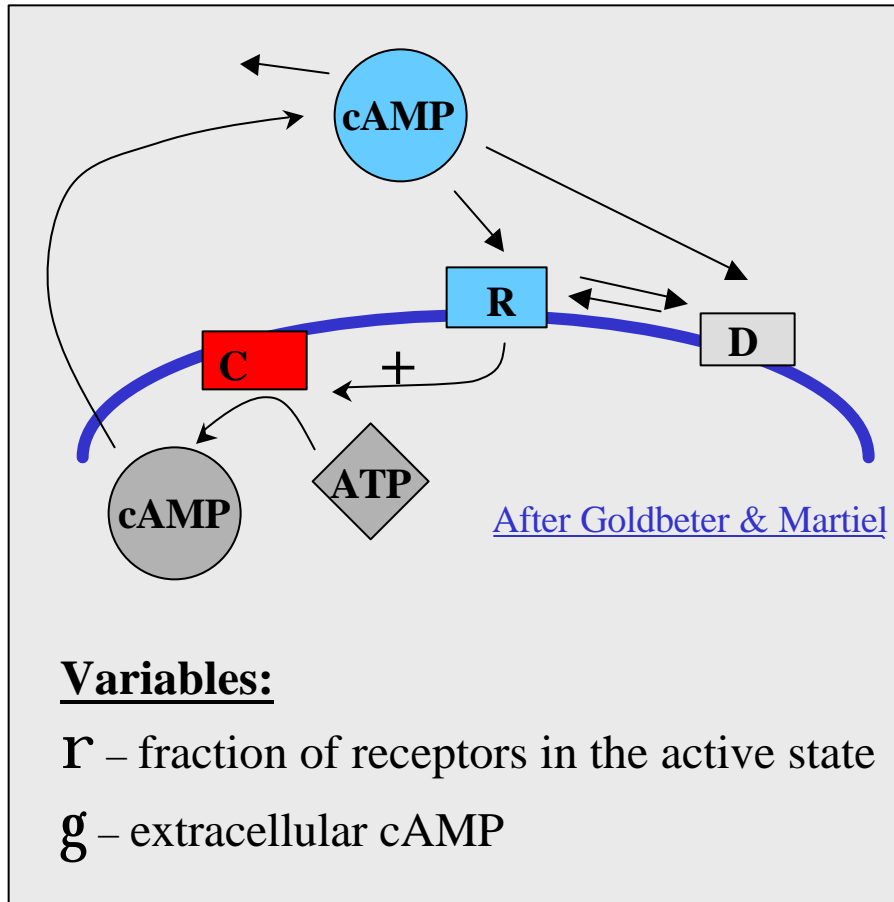 cAMP
R
D
C
+
ATP
cAMP
After Goldbeter & Martiel
Variables:
r – fraction of receptors in the active state
g – extracellular cAMP